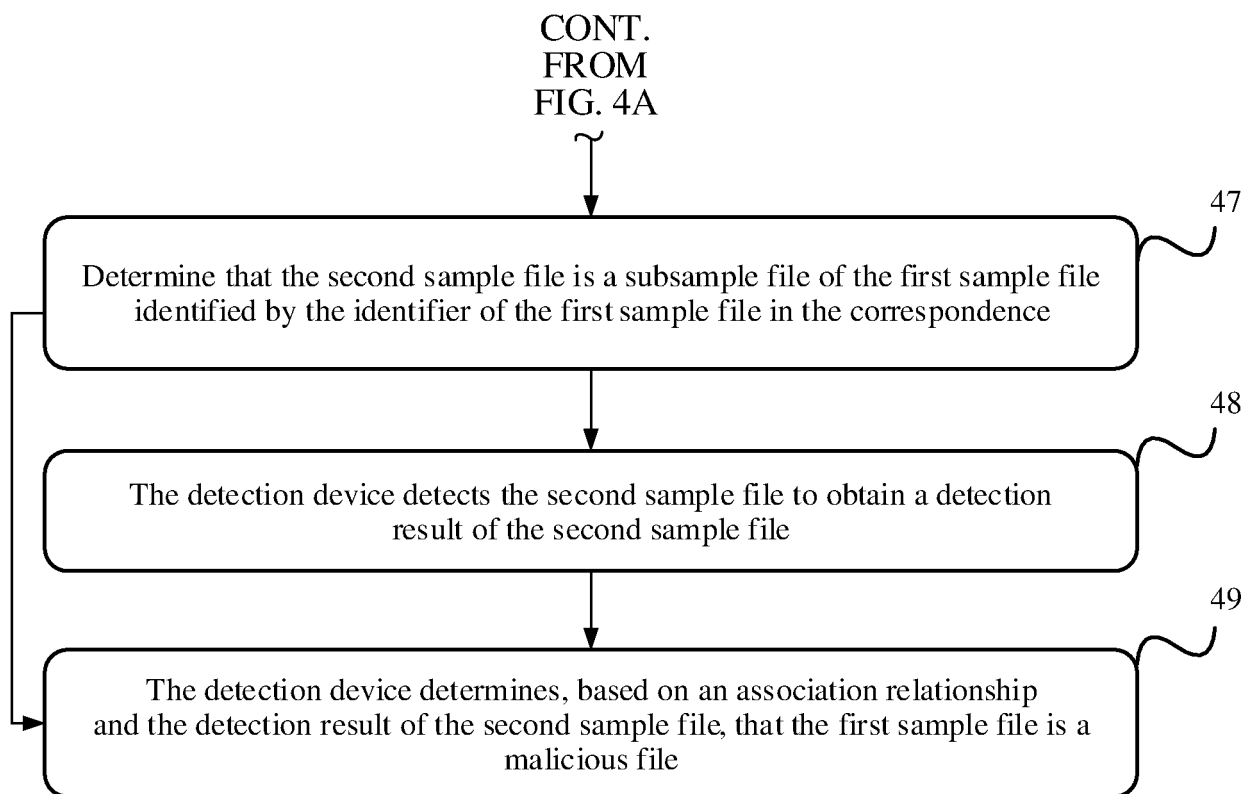 CONT.
FROM
FIG. 4A
47
Determine that the second sample file is a subsample file of the first sample file
identified by the identifier of the first sample file in the correspondence
48
The detection device detects the second sample file to obtain a detection
result of the second sample file
49
The detection device determines, based on an association relationship
and the detection result of the second sample file, that the first sample file is a
malicious file